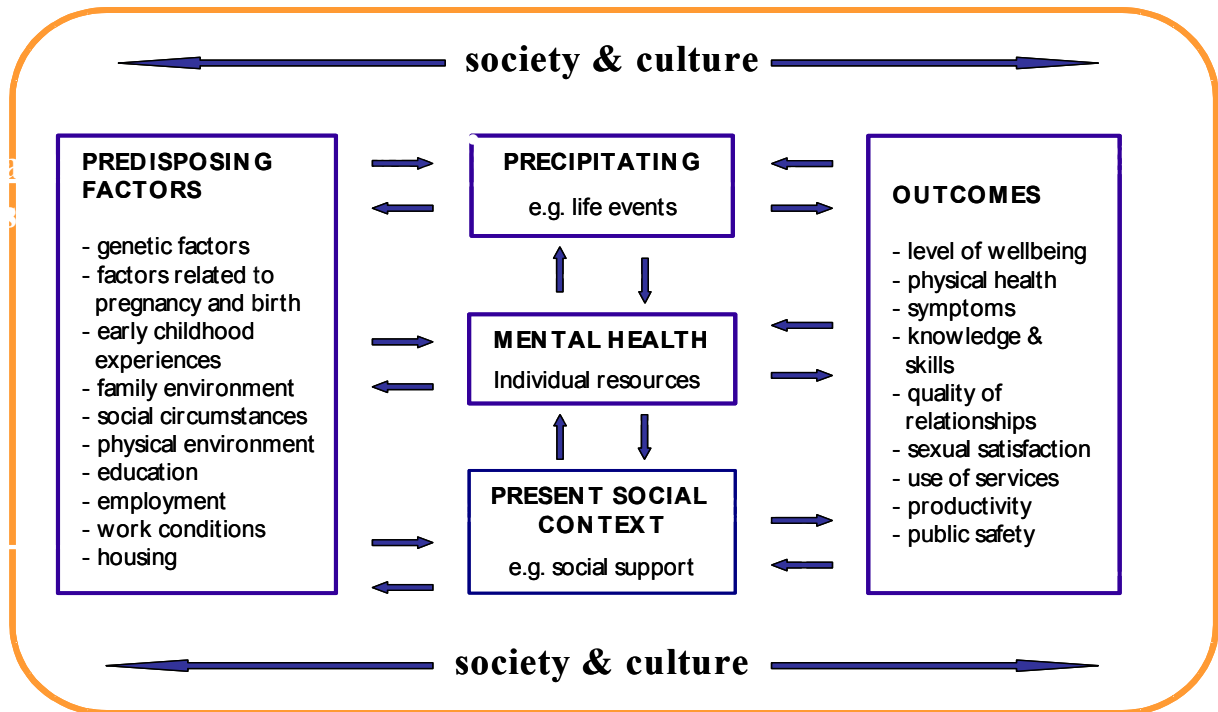 society & culture
PREDISPOSING
FACTORS
- genetic factors
- factors related to
pregnancy and birth
- early childhood
experiences
- family environment
- social circumstances
- physical environment
- education
- employment
- work conditions
- housing
PRECIPITATING
e.g. life events
MENTAL HEALTH
Individual resources
PRESENT SOCIAL
CONTEXT
e.g. social support
OUTCOMES
- level of wellbeing
- physical health
- symptoms
- knowledge &
skills
- quality of
relationships
- sexual satisfaction
- use of services
- productivity
- public safety
society & culture